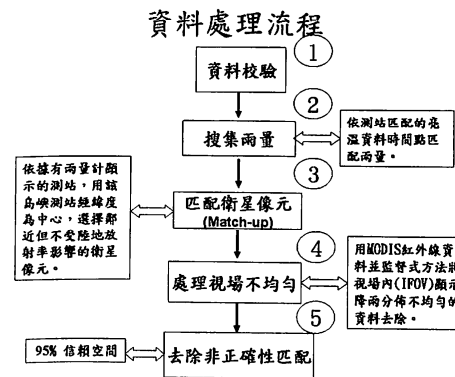 資料處理流程
①
資料校驗
②
搜集雨量
依測站匹配的亮
溫資料時間點匹
配雨量。
③
依據有雨量計顯
示的測站，用該
島嶼測站經緯度
為中心，選擇鄰
近但不受陸地放
射率影響的衛星
像元。
匹配衛星像元
(Match-up)
④
處理視場不均勻
用MODIS紅外線資
料並監督式方法將
視場內(IFOV)顯示
降雨分佈不均勻的
資料去除。
⑤
去除非正確性匹配
95% 信賴空間